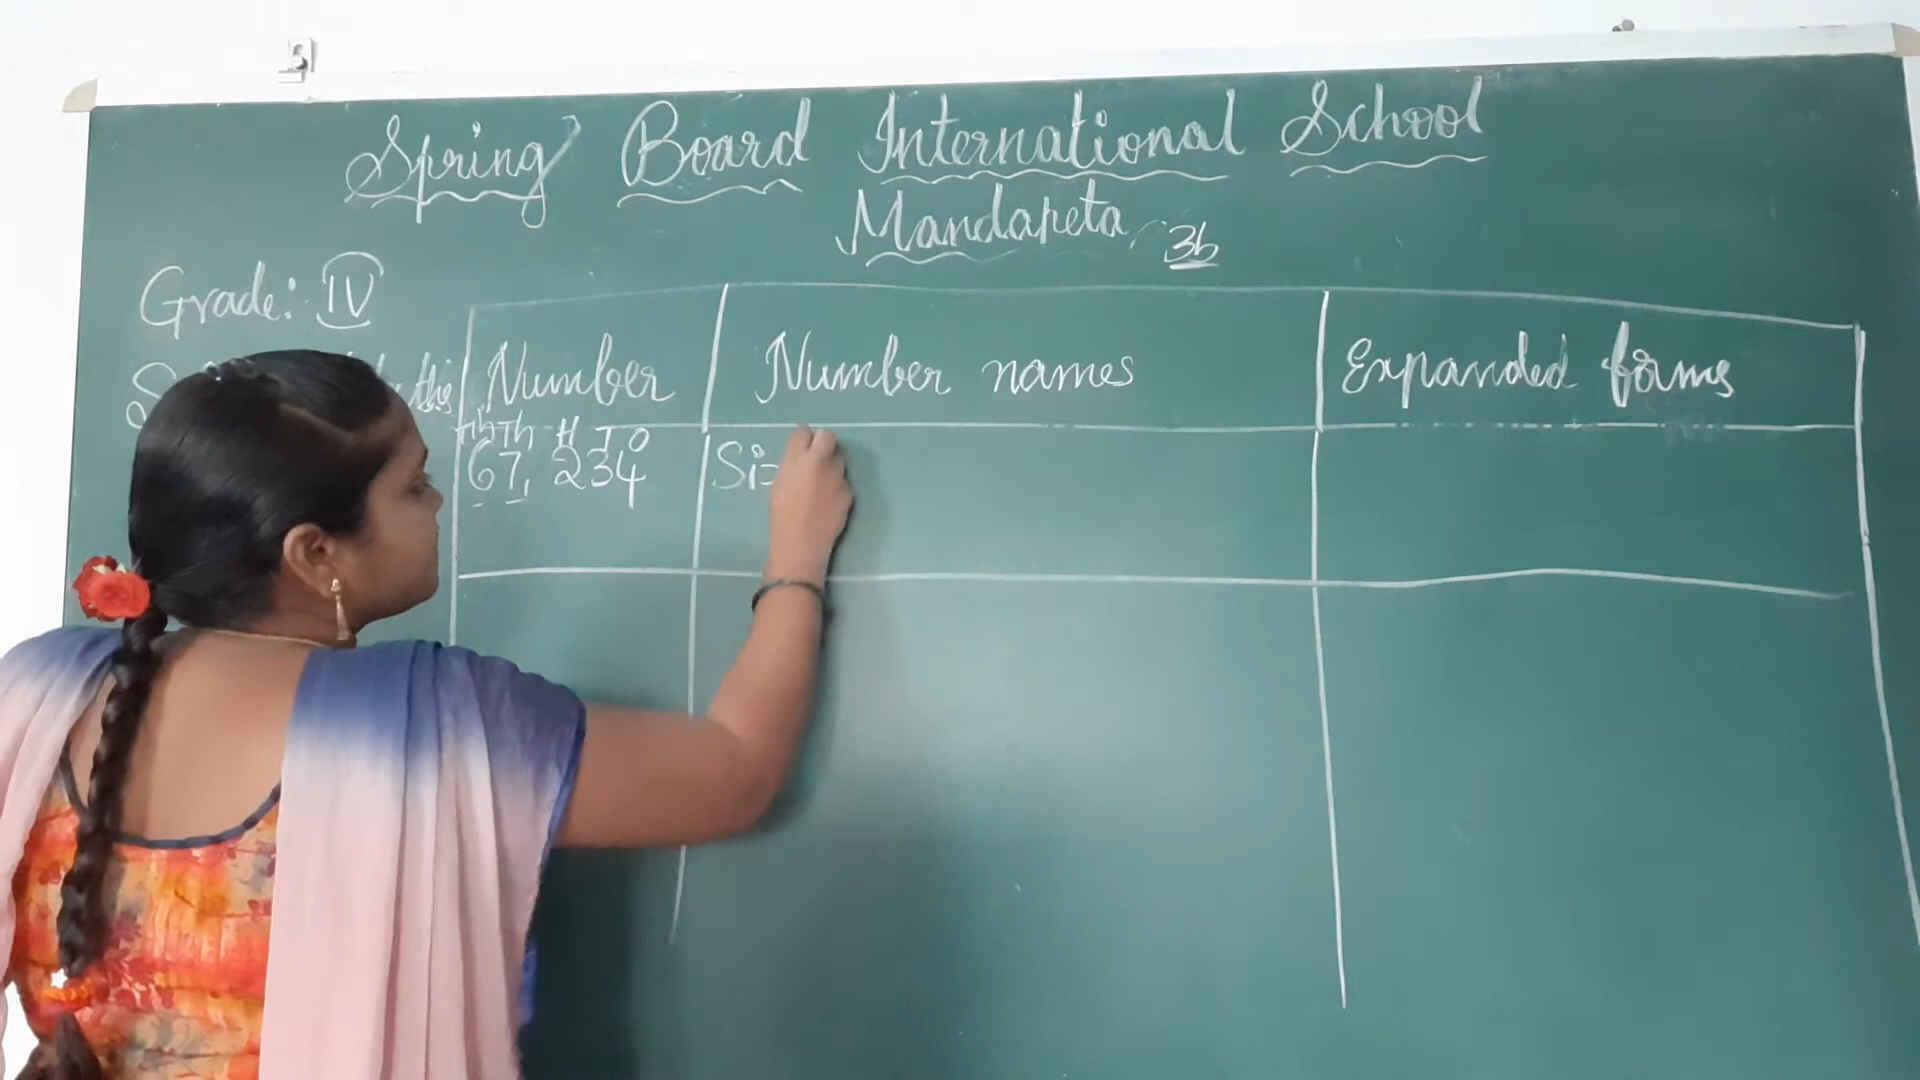 Spring Board International School
Mandapeta
36
Grade: IV
Number
Number names
Expanded forms
TTh Th H T O
67, 234
Si